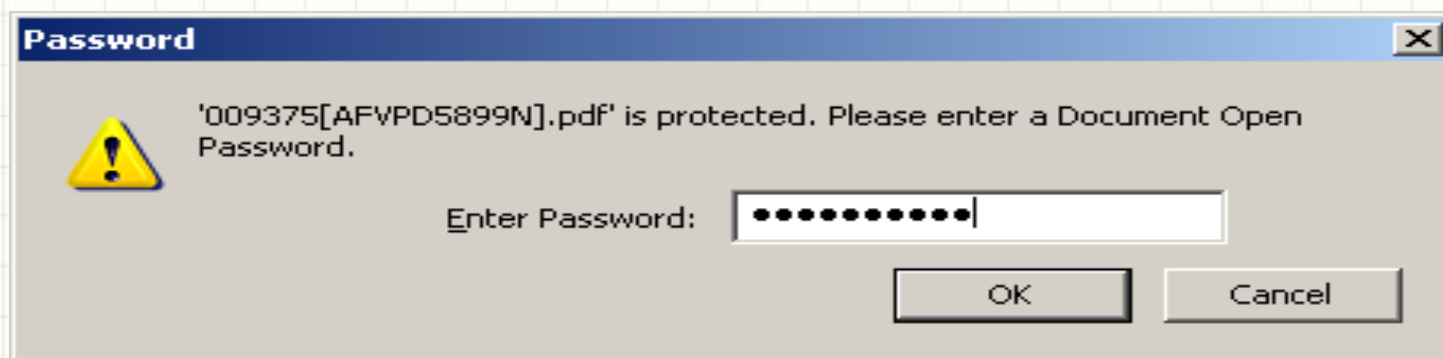 Password
'009375[AFVPD5899N].pdf' is protected. Please enter a Document Open
Password.
Enter Password: ●●●●●●●●●●
OK Cancel